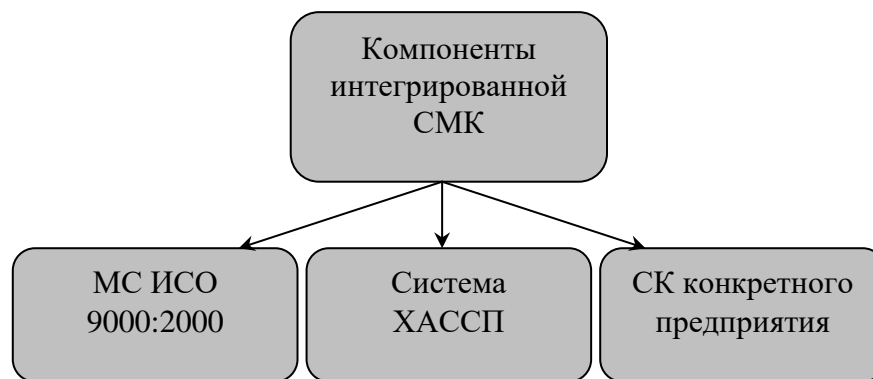 Компоненты
интегрированной
СМК
МС ИСО
9000:2000
Система
ХАССП
СК конкретного
предприятия